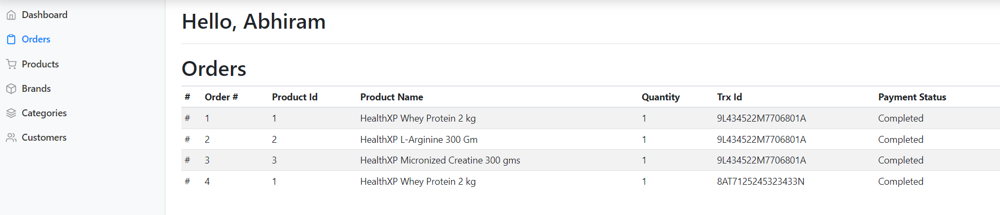 Dashboard
Orders
Products
Brands
Categories
Customers
Hello, Abhiram
Orders
# Order # Product Id Product Name Quantity Trx Id Payment Status
# 1 1 HealthXP Whey Protein 2 kg 1 9L434522M7706801A Completed
# 2 2 HealthXP L-Arginine 300 Gm 1 9L434522M7706801A Completed
# 3 3 HealthXP Micronized Creatine 300 gms 1 9L434522M7706801A Completed
# 4 1 HealthXP Whey Protein 2 kg 1 8AT7125245323433N Completed